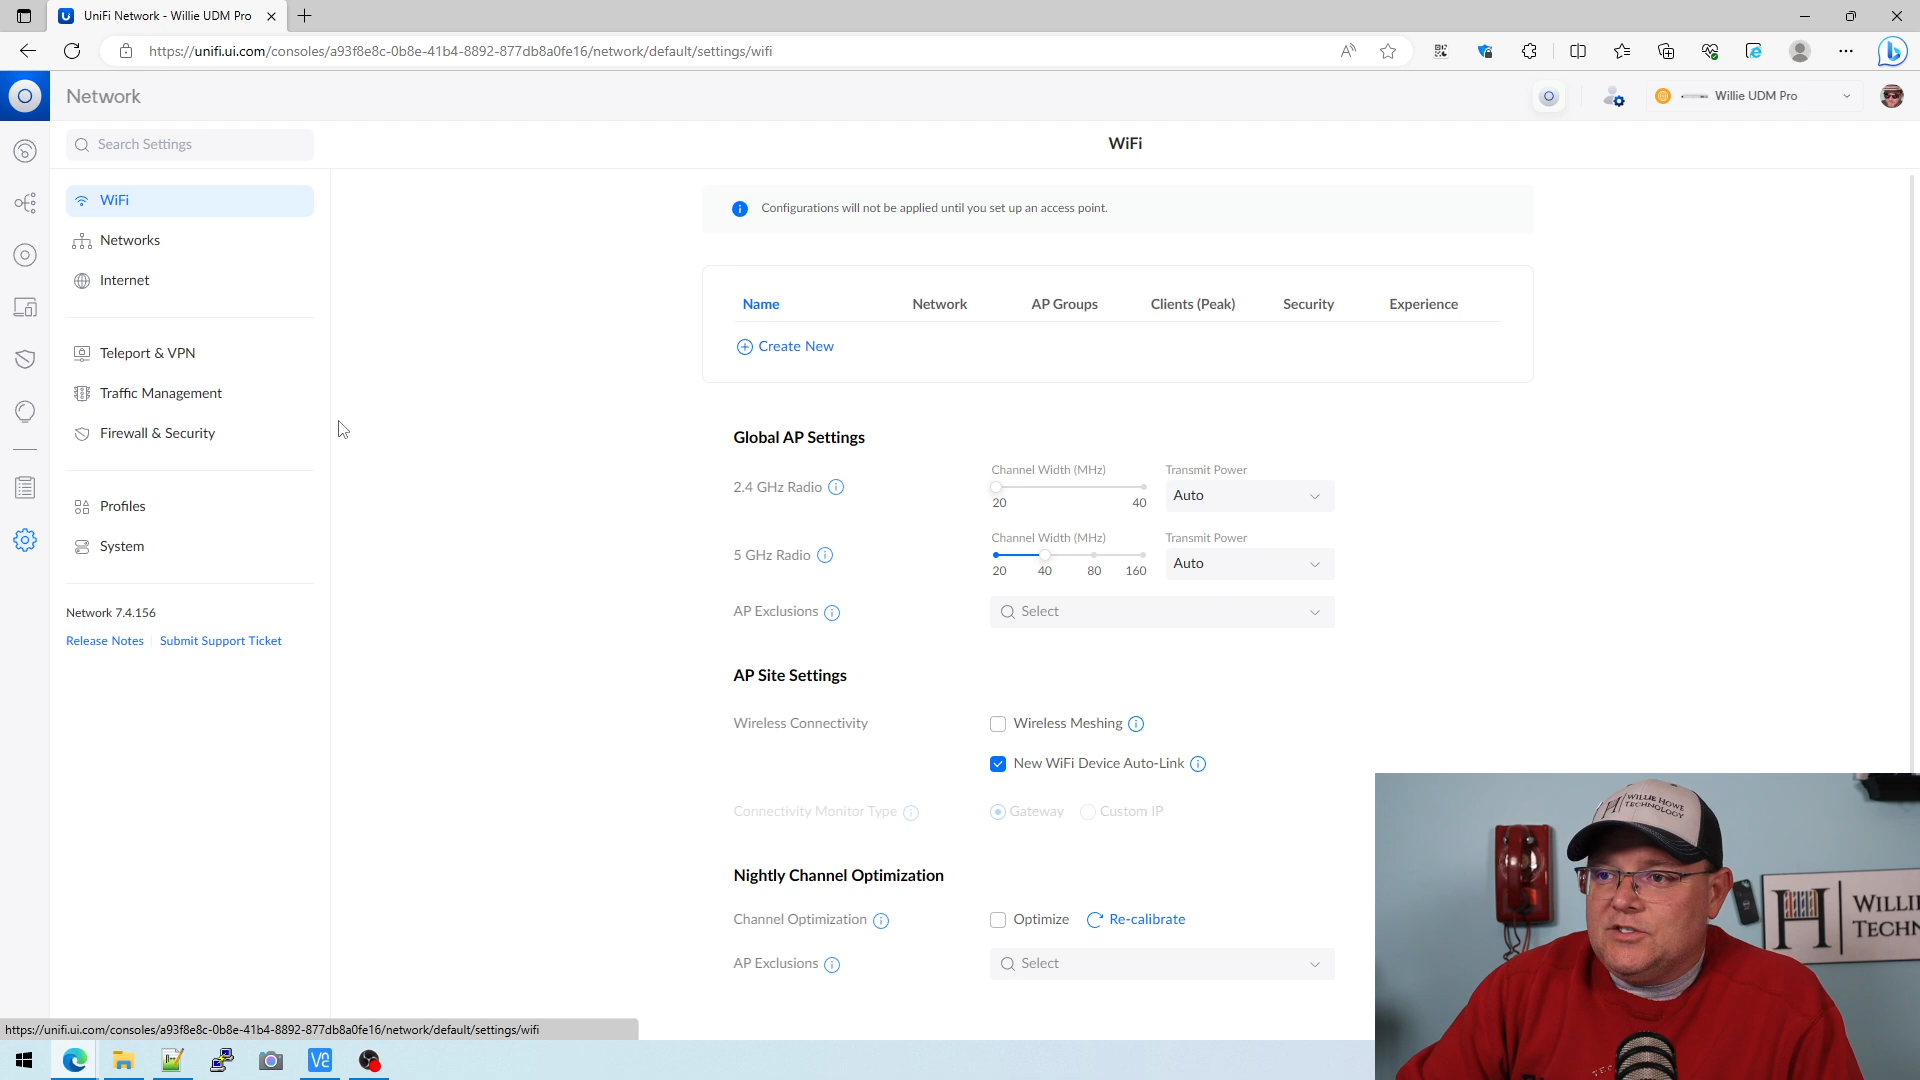 UniFi Network - Willie UDM Pro
https://unifi.ui.com/consoles/a93f8e8c-0b8e-41b4-8892-877db8a0fe16/network/default/settings/wifi
Network
Willie UDM Pro
Search Settings
WiFi
WiFi
Networks
Internet
Teleport & VPN
Traffic Management
Firewall & Security
Profiles
System
Network 7.4.156
Release Notes
Submit Support Ticket
Configurations will not be applied until you set up an access point.
Name Network AP Groups Clients (Peak) Security Experience
Create New
Global AP Settings
Channel Width (MHz) Transmit Power
2.4 GHz Radio
20 40
Auto
Channel Width (MHz) Transmit Power
5 GHz Radio
20 40 80 160
Auto
AP Exclusions
Select
AP Site Settings
Wireless Connectivity
Wireless Meshing
New WiFi Device Auto-Link
Connectivity Monitor Type
Gateway Custom IP
Nightly Channel Optimization
Channel Optimization
Optimize Re-calibrate
AP Exclusions
Select
https://unifi.ui.com/consoles/a93f8e8c-0b8e-41b4-8892-877db8a0fe16/network/default/settings/wifi
WILLIE HOWE
TECHNOLOGY
WILLI
TECHN